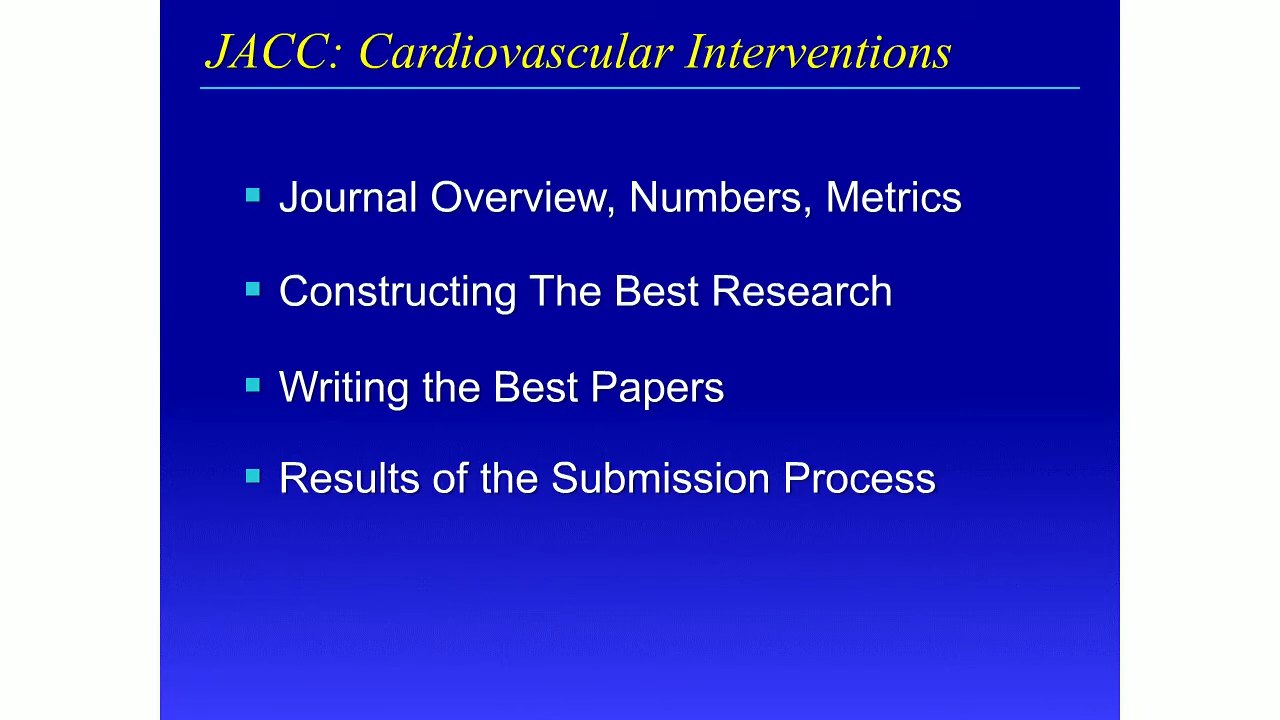 JACC: Cardiovascular Interventions
Journal Overview, Numbers, Metrics
Constructing The Best Research
Writing the Best Papers
Results of the Submission Process